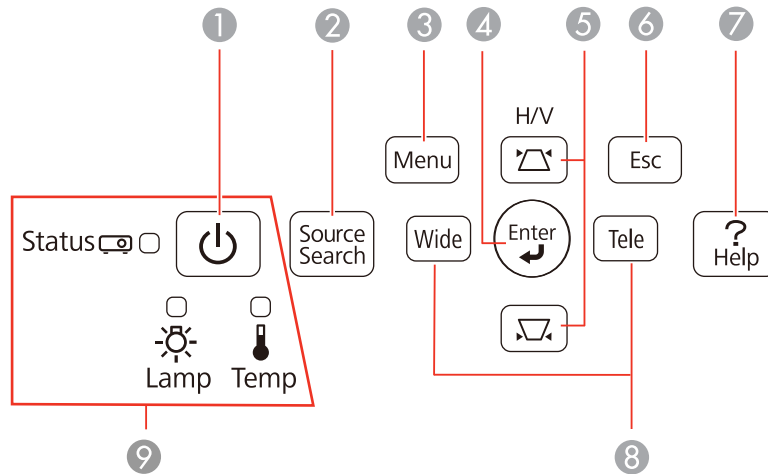 1 2 3 4 5 6 7
H/V
Menu
Esc
Status
Source
Search
Wide
Enter
Tele
?
Help
Lamp
Temp
9 8